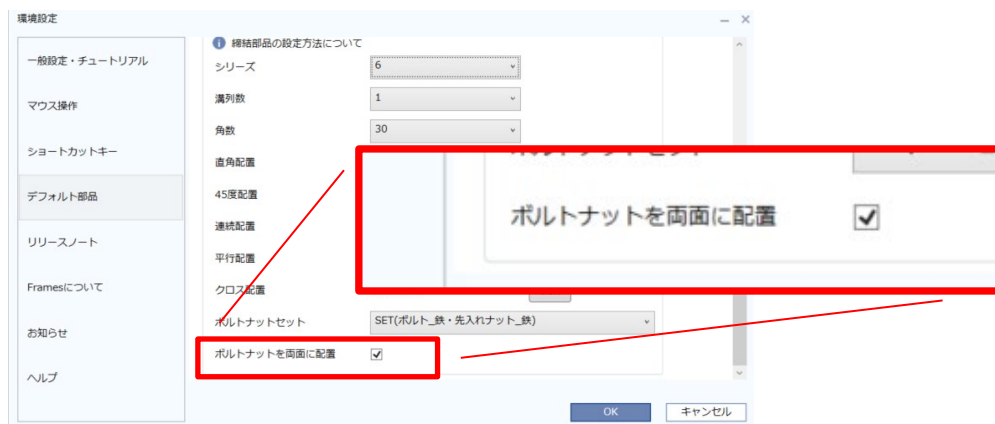 環境設定
一般設定・チュートリアル
マウス操作
ショートカットキー
デフォルト部品
リリースノート
Framesについて
お知らせ
ヘルプ
締結部品の設定方法について
シリーズ 6
溝列数 1
角数 30
直角配置
45度配置
連続配置
平行配置
クロス配置
ボルトナットセット SET(ボルト_鉄・先入れナット_鉄)
ボルトナットを両面に配置
ボルトナットを両面に配置
OK キャンセル